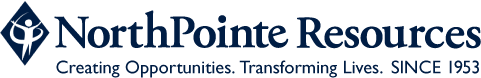 NorthPointe Resources
Creating Opportunities. Transforming Lives. SINCE 1953